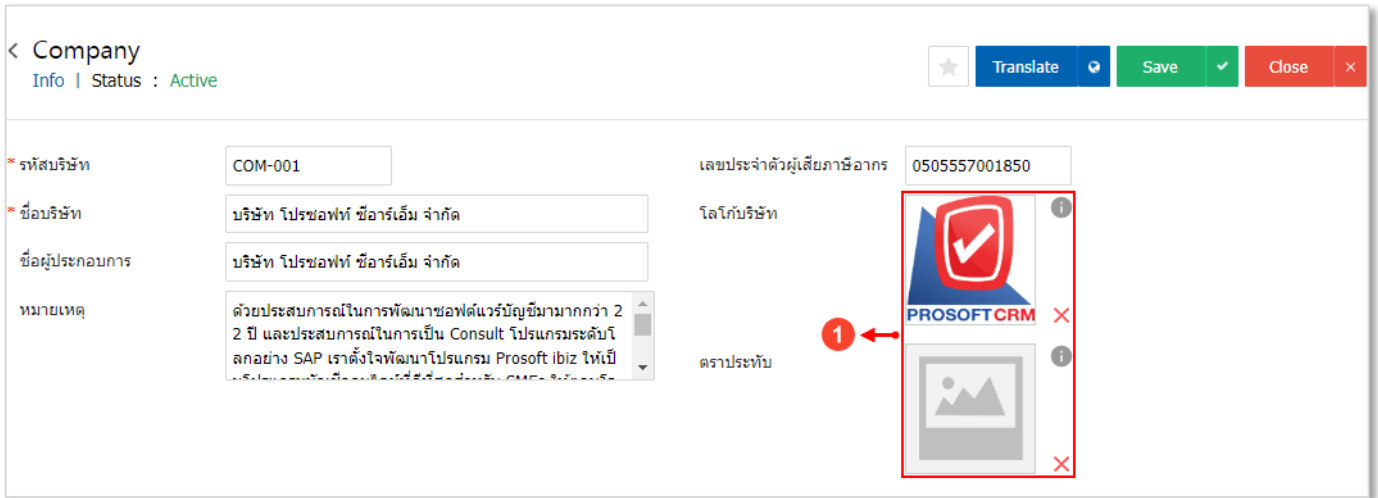 Company
Info | Status : Active
Translate
Save
Close
* รหัสบริษัท
COM-001
เลขประจำตัวผู้เสียภาษีอากร
0505557001850
* ชื่อบริษัท
บริษัท โปรซอฟท์ ซีอาร์เอ็ม จำกัด
โลโก้บริษัท
ชื่อผู้ประกอบการ
บริษัท โปรซอฟท์ ซีอาร์เอ็ม จำกัด
หมายเหตุ
ด้วยประสบการณ์ในการพัฒนาซอฟต์แวร์บัญชีมามากกว่า 2
2 ปี และประสบการณ์ในการเป็น Consult โปรแกรมระดับโ
ลกอย่าง SAP เราตั้งใจพัฒนาโปรแกรม Prosoft ibiz ให้เป็
PROSOFTCRM
1
ตราประทับ